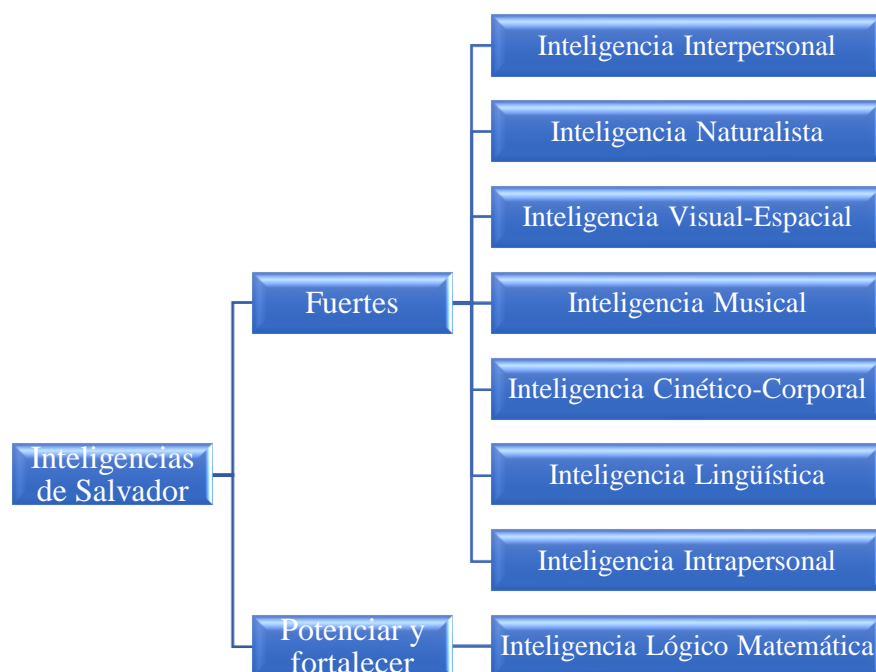 Inteligencia Interpersonal
Inteligencia Naturalista
Inteligencia Visual-Espacial
Fuertes
Inteligencia Musical
Inteligencia Cinético-Corporal
Inteligencias
de Salvador
Inteligencia Lingüística
Inteligencia Intrapersonal
Potenciar y
fortalecer
Inteligencia Lógico Matemática